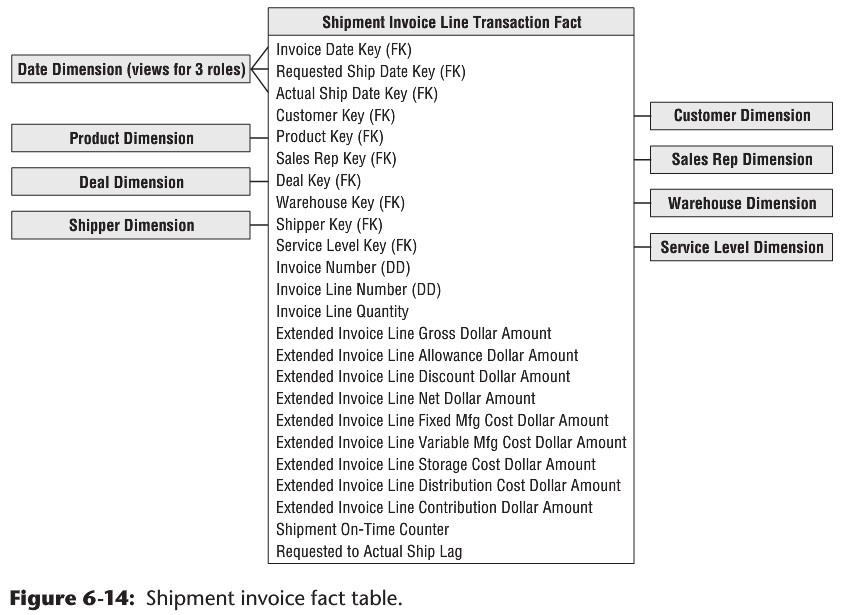 Shipment Invoice Line Transaction Fact
Invoice Date Key (FK)
Date Dimension (views for 3 roles)
Requested Ship Date Key (FK)
Actual Ship Date Key (FK)
Customer Key (FK)
Customer Dimension
Product Dimension
Product Key (FK)
Sales Rep Key (FK)
Sales Rep Dimension
Deal Dimension
Deal Key (FK)
Warehouse Key (FK)
Warehouse Dimension
Shipper Dimension
Shipper Key (FK)
Service Level Key (FK)
Service Level Dimension
Invoice Number (DD)
Invoice Line Number (DD)
Invoice Line Quantity
Extended Invoice Line Gross Dollar Amount
Extended Invoice Line Allowance Dollar Amount
Extended Invoice Line Discount Dollar Amount
Extended Invoice Line Net Dollar Amount
Extended Invoice Line Fixed Mfg Cost Dollar Amount
Extended Invoice Line Variable Mfg Cost Dollar Amount
Extended Invoice Line Storage Cost Dollar Amount
Extended Invoice Line Distribution Cost Dollar Amount
Extended Invoice Line Contribution Dollar Amount
Shipment On-Time Counter
Requested to Actual Ship Lag
Figure 6-14: Shipment invoice fact table.